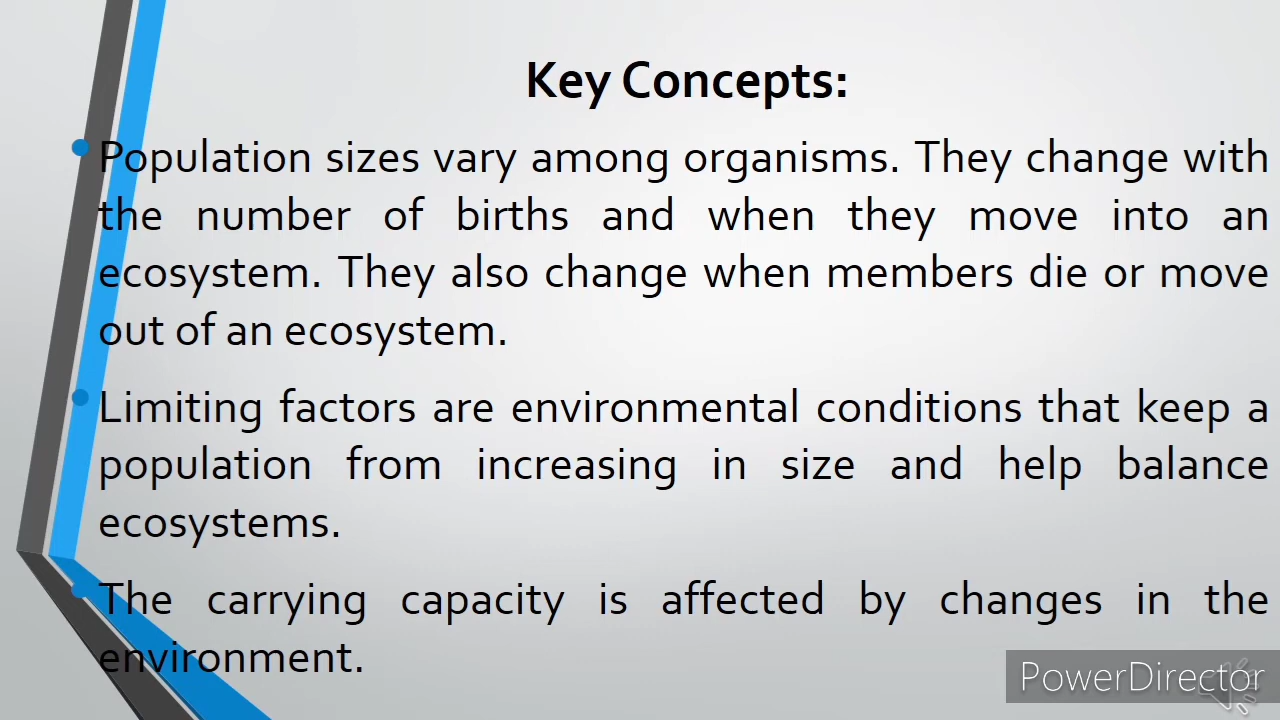 Key Concepts:
Population sizes vary among organisms. They change with
the number of births and when they move into an
ecosystem. They also change when members die or move
out of an ecosystem.
Limiting factors are environmental conditions that keep a
population from increasing in size and help balance
ecosystems.
The carrying capacity is affected by changes in the
environment.
PowerDirector